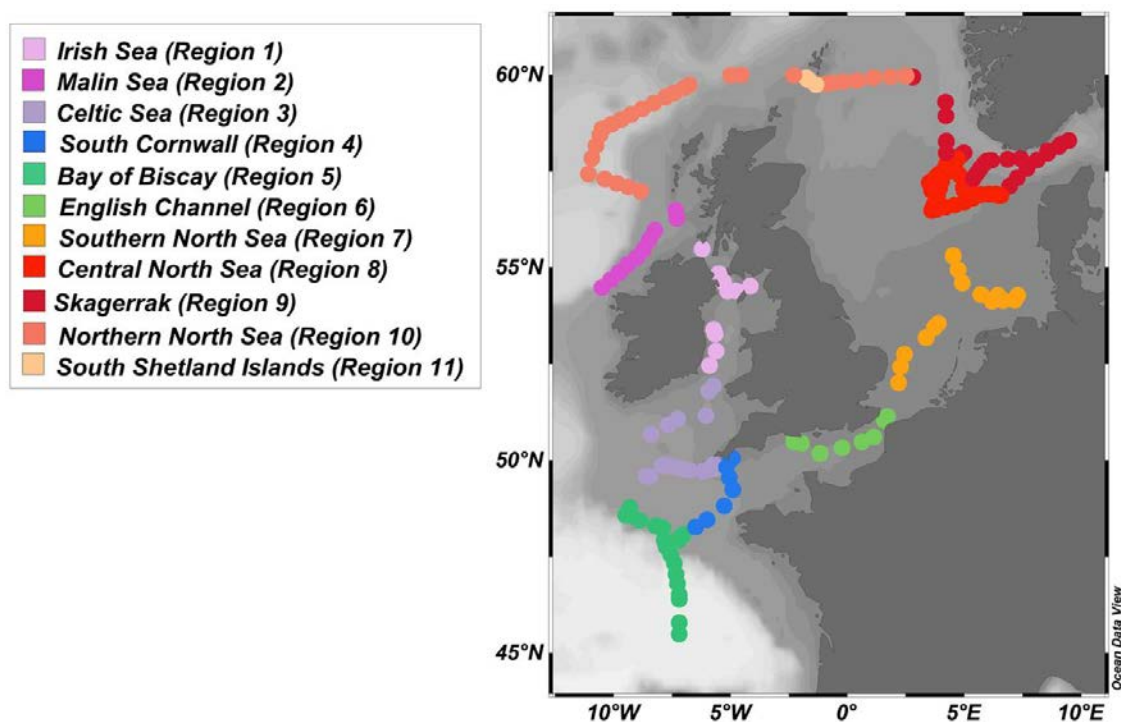 Irish Sea (Region 1)
Malin Sea (Region 2)
Celtic Sea (Region 3)
South Cornwall (Region 4)
Bay of Biscay (Region 5)
English Channel (Region 6)
Southern North Sea (Region 7)
Central North Sea (Region 8)
Skagerrak (Region 9)
Northern North Sea (Region 10)
South Shetland Islands (Region 11)
60°N
55°N
50°N
45°N
10°W 5°W 0° 5°E 10°E
Ocean Data View